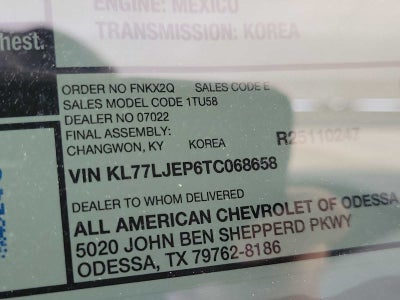 ENGINE: MEXICO
TRANSMISSION: KOREA
hest.
ORDER NO FNKX2Q SALES CODE E
SALES MODEL CODE 1TU58
DEALER NO 07022
FINAL ASSEMBLY:
CHANGWON, KY KOREA R25110247
VIN KL77LJEP6TC068658
DEALER TO WHOM DELIVERED
ALL AMERICAN CHEVROLET OF ODESSA
5020 JOHN BEN SHEPPERD PKWY
ODESSA, TX 79762-8186